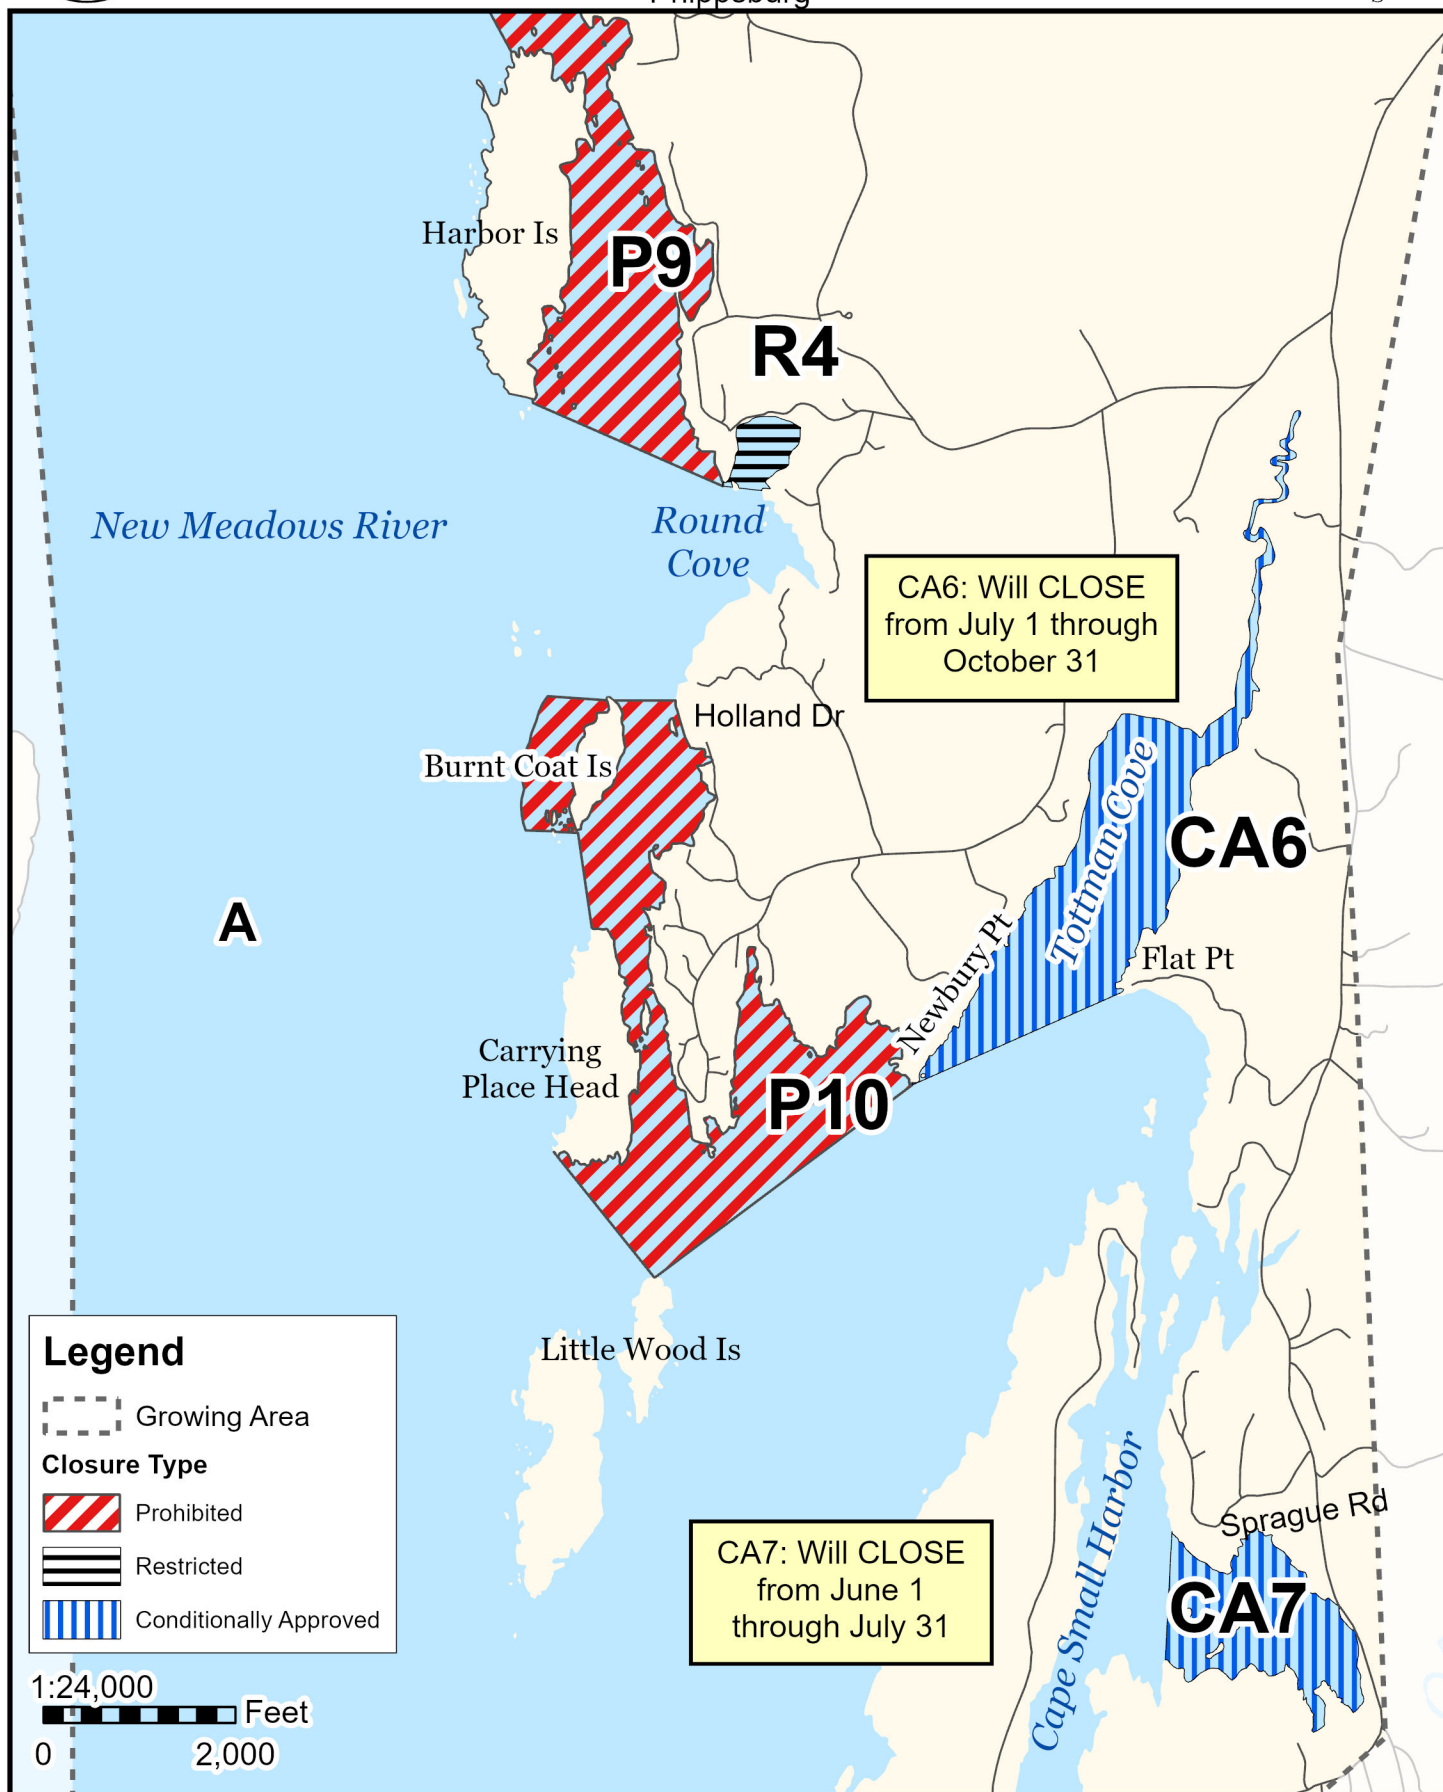 Phippsburg
Harbor Is
P9
R4
New Meadows River
Round
Cove
CA6: Will CLOSE
from July 1 through
October 31
Holland Dr
Burnt Coat Is
Tottman Cove
CA6
A
Newbury Pt
Flat Pt
Carrying
Place Head
P10
Little Wood Is
Legend
Growing Area
Closure Type
Prohibited
Restricted
Conditionally Approved
1:24,000
Feet
0 2,000
CA7: Will CLOSE
from June 1
through July 31
Cape Small Harbor
Sprague Rd
CA7